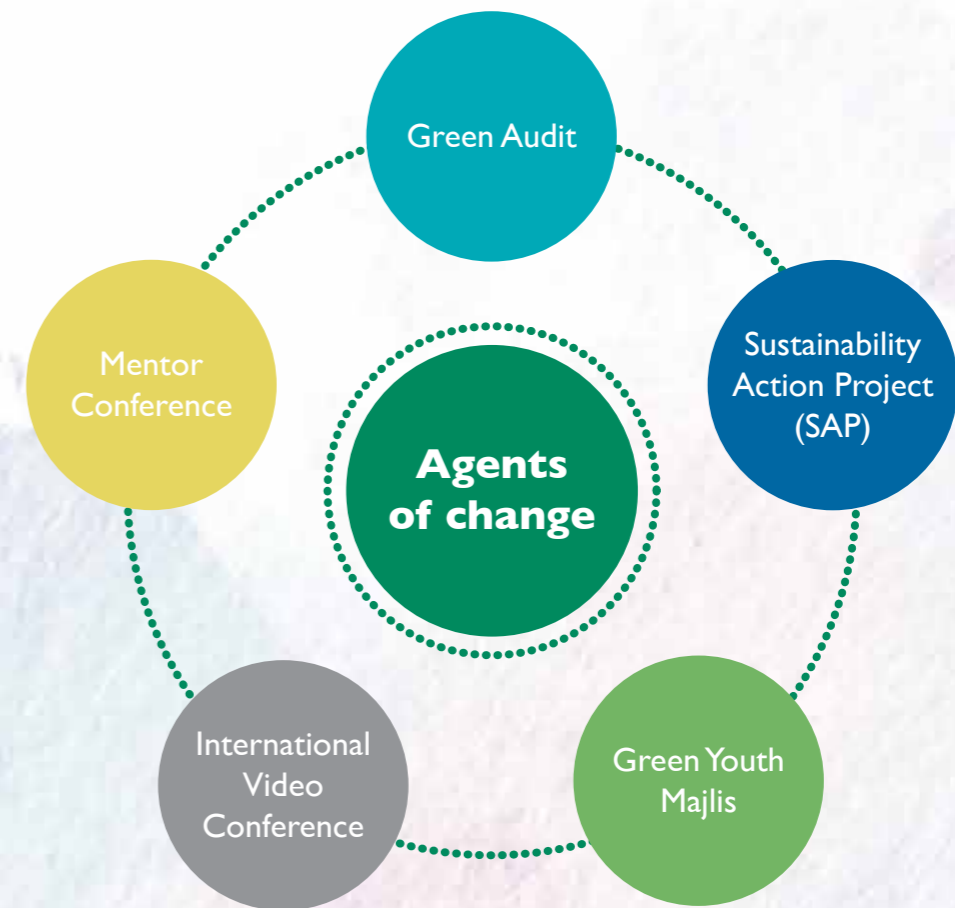 Green Audit
Sustainability
Action Project
(SAP)
Green Youth
Majlis
International
Video
Conference
Mentor
Conference
Agents
of change